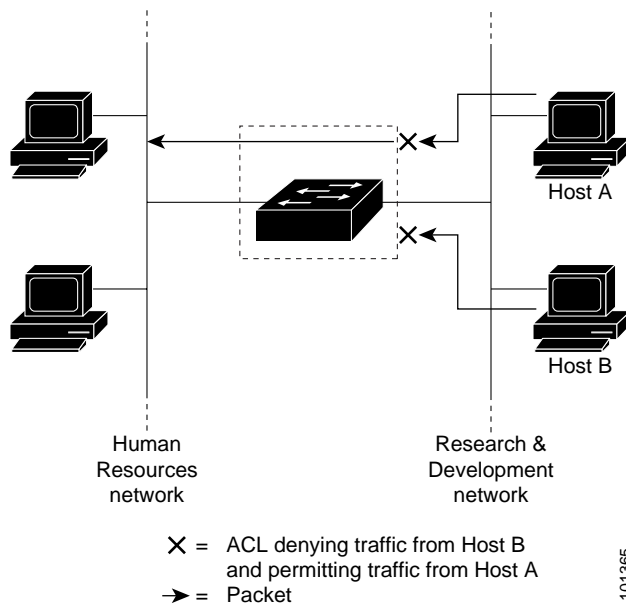 Host A
Host B
Human
Resources
network
Research &
Development
network
X = ACL denying traffic from Host B
and permitting traffic from Host A
→ = Packet
101365